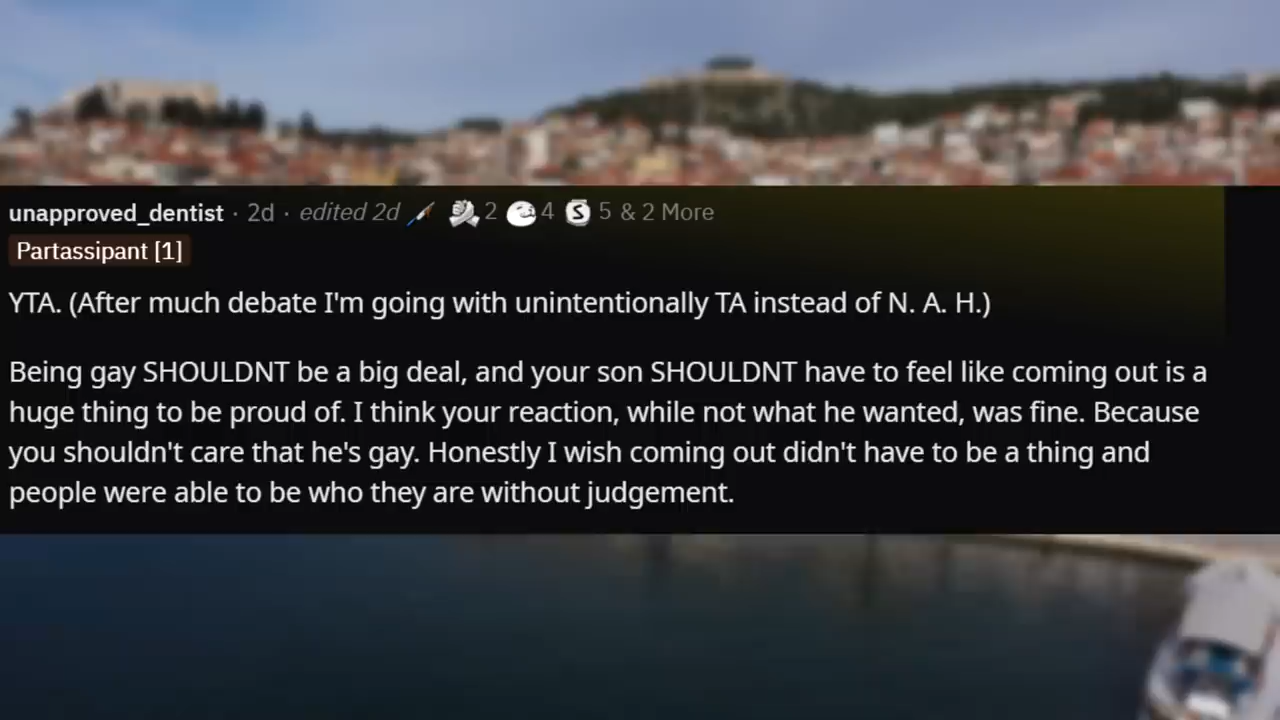 unapproved_dentist · 2d · edited 2d 2 4 S 5 & 2 More
Partassipant [1]
YTA. (After much debate I'm going with unintentionally TA instead of N. A. H.)
Being gay SHOULDNT be a big deal, and your son SHOULDNT have to feel like coming out is a
huge thing to be proud of. I think your reaction, while not what he wanted, was fine. Because
you shouldn't care that he's gay. Honestly I wish coming out didn't have to be a thing and
people were able to be who they are without judgement.